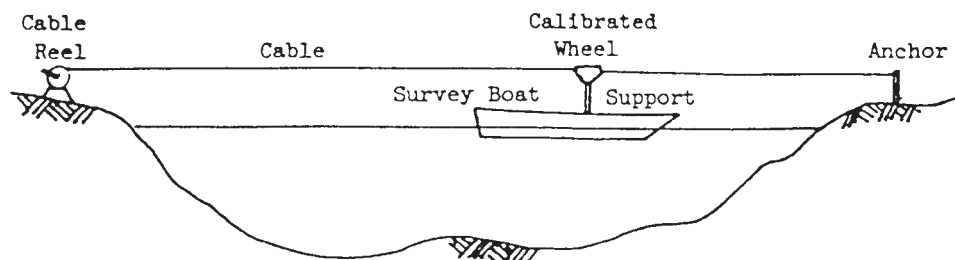 Cable
Reel
Cable
Calibrated
Wheel
Anchor
Survey Boat
Support